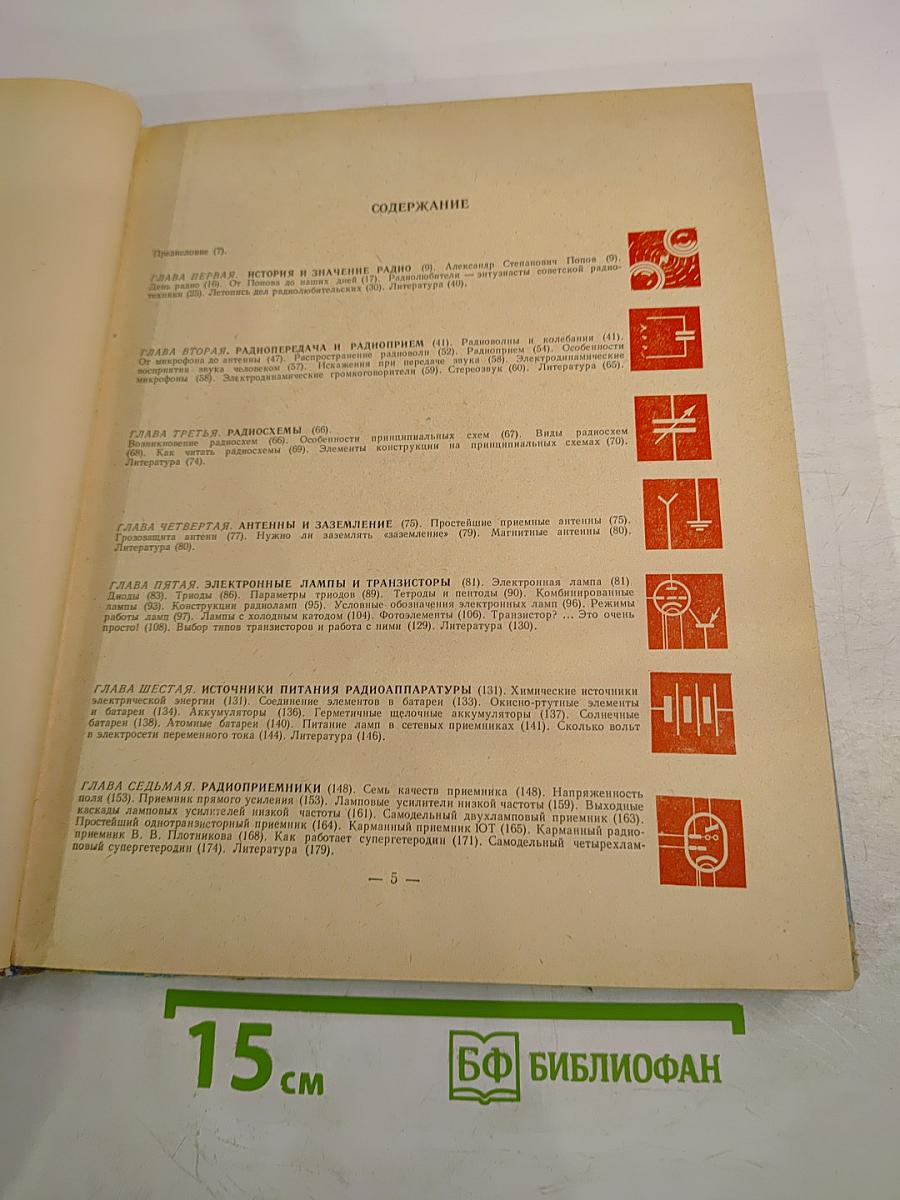 СОДЕРЖАНИЕ
Предисловие (7).
ГЛАВА ПЕРВАЯ. ИСТОРИЯ И ЗНАЧЕНИЕ РАДИО (9). Александр Степанович Попов (9).
День радио (16). От Попова до наших дней (17). Радиолюбители — энтузиасты советской радио-
техники (25). Летопись дел радиолюбительских (30). Литература (40).
ГЛАВА ВТОРАЯ. РАДИОПЕРЕДАЧА И РАДИОПРИЕМ (41). Радиоволны и колебания (41).
От микрофона до антенны (47). Распространение радиоволн (52). Радиоприем (54). Особенности
восприятия звука человеком (57). Искажения при передаче звука (58). Электродинамические
микрофоны (58). Электродинамические громкоговорители (59). Стереозвук (60). Литература (65).
ГЛАВА ТРЕТЬЯ. РАДИОСХЕМЫ (66).
Возникновение радиосхем (66). Особенности принципиальных схем (67). Виды радиосхем
(68). Как читать радиосхемы (69). Элементы конструкции на принципиальных схемах (70).
Литература (74).
ГЛАВА ЧЕТВЕРТАЯ. АНТЕННЫ И ЗАЗЕМЛЕНИЕ (75). Простейшие приемные антенны (75).
Грозозащита антенн (77). Нужно ли заземлять «заземление» (79). Магнитные антенны (80).
Литература (80).
ГЛАВА ПЯТАЯ. ЭЛЕКТРОННЫЕ ЛАМПЫ И ТРАНЗИСТОРЫ (81). Электронная лампа (81).
Диоды (83). Триоды (86). Параметры триодов (89). Тетроды и пентоды (90). Комбинированные
лампы (93). Конструкции радиоламп (95). Условные обозначения электронных ламп (96). Режимы
работы ламп (97). Лампы с холодным катодом (104). Фотоэлементы (106). Транзистор? ... Это очень
просто! (108). Выбор типов транзисторов и работа с ними (129). Литература (130).
ГЛАВА ШЕСТАЯ. ИСТОЧНИКИ ПИТАНИЯ РАДИОАППАРАТУРЫ (131). Химические источники
электрической энергии (131). Соединение элементов в батареи (133). Окисно-ртутные элементы
и батареи (134). Аккумуляторы (136). Герметичные щелочные аккумуляторы (137). Солнечные
батареи (138). Атомные батареи (140). Питание ламп в сетевых приемниках (141). Сколько вольт
в электросети переменного тока (144). Литература (146).
ГЛАВА СЕДЬМАЯ. РАДИОПРИЕМНИКИ (148). Семь качеств приемника (148). Напряженность
поля (153). Приемник прямого усиления (153). Ламповые усилители низкой частоты (159). Выходные
каскады ламповых усилителей низкой частоты (161). Самодельный двухламповый приемник (163).
Простейший однотранзисторный приемник (164). Карманный приемник ЮТ (165). Карманный радио-
приемник В. В. Плотникова (168). Как работает супергетеродин (171). Самодельный четырехлам-
повый супергетеродин (174). Литература (179).
— 5 —
15 см
БФ БИБЛИОФАН